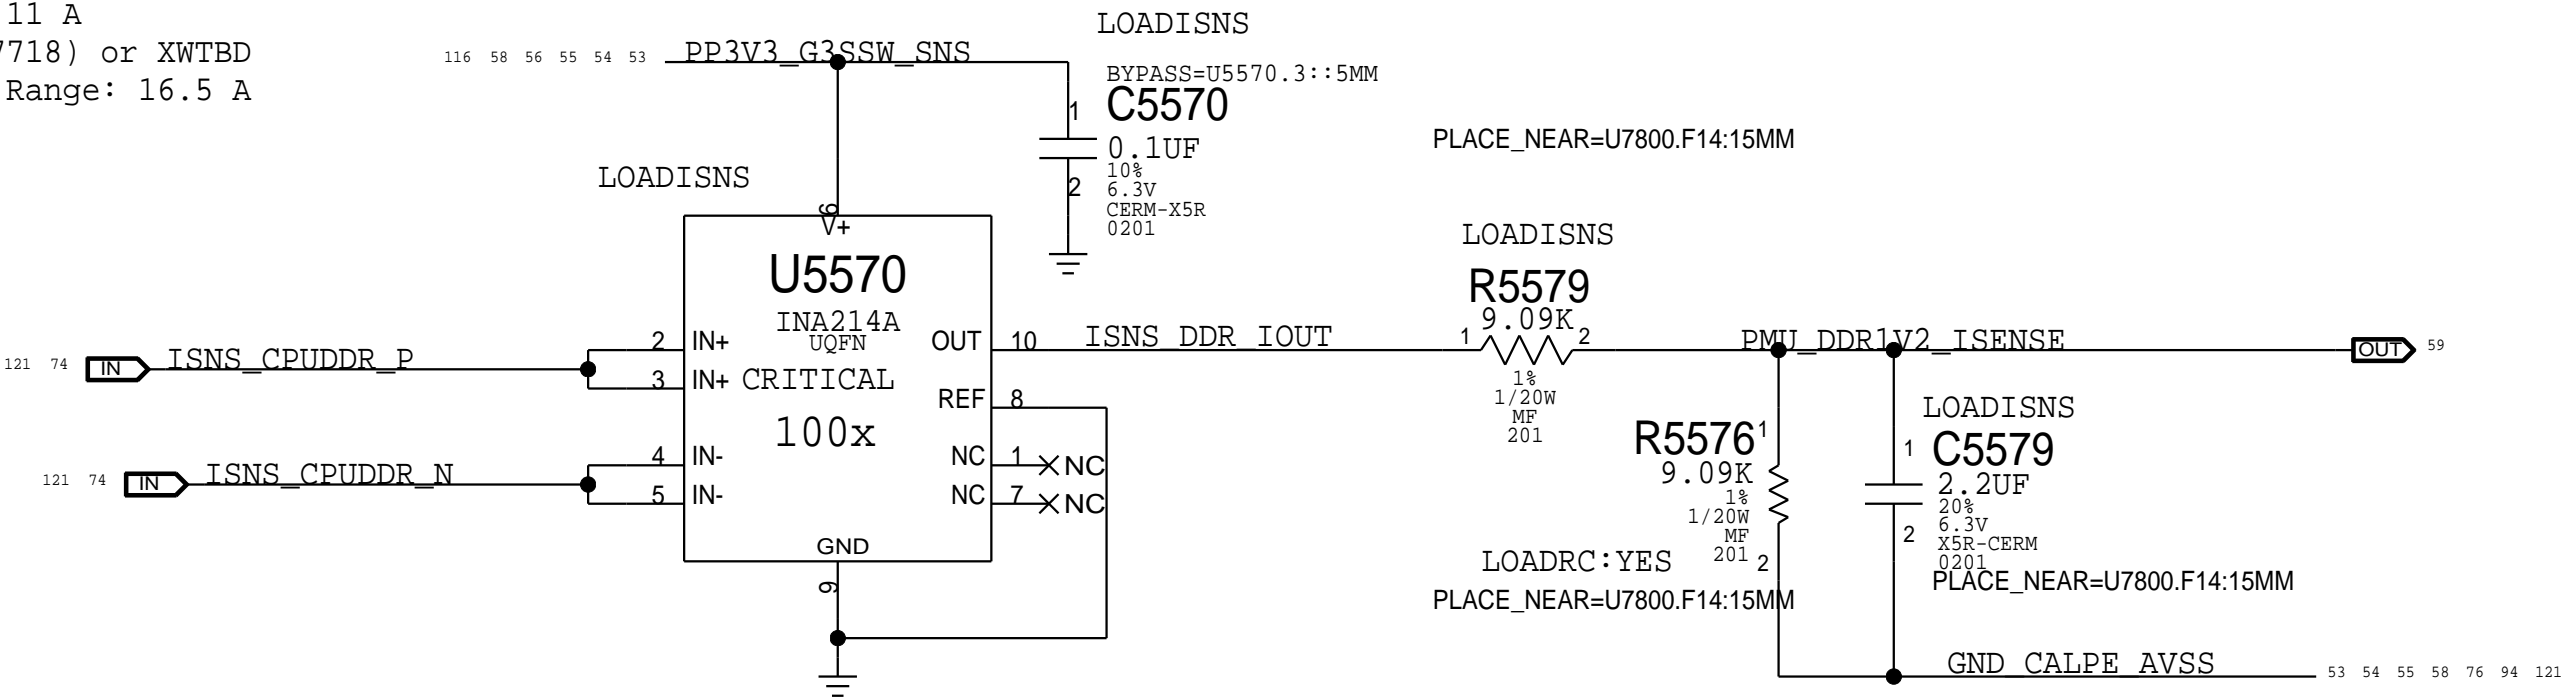 11 A
7718) or XWTBD
Range: 16.5 A
116 58 56 55 54 53 PP3V3_G3SSW_SNS
LOADISNS
BYPASS=U5570.3::5MM
C5570
1
0.1UF
10%
2
6.3V
CERM-X5R
0201
PLACE_NEAR=U7800.F14:15MM
LOADISNS
6
V+
U5570
INA214A
UQFN
CRITICAL
100x
121 74 IN ISNS_CPUDDR_P
2 IN+
3 IN+
121 74 IN ISNS_CPUDDR_N
4 IN-
5 IN-
OUT 10 ISNS_DDR_IOUT
REF 8
NC 1 NC
NC 7 NC
GND
9
LOADISNS
R5579
1 9.09K 2
1%
1/20W
MF
201
PMU_DDR1V2_ISENSE
OUT 59
R5576 1
9.09K
1%
1/20W
MF
201 2
LOADRC:YES
PLACE_NEAR=U7800.F14:15MM
LOADISNS
1 C5579
2.2UF
20%
6.3V
2
X5R-CERM
0201
PLACE_NEAR=U7800.F14:15MM
GND_CALPE_AVSS 53 54 55 58 76 94 121